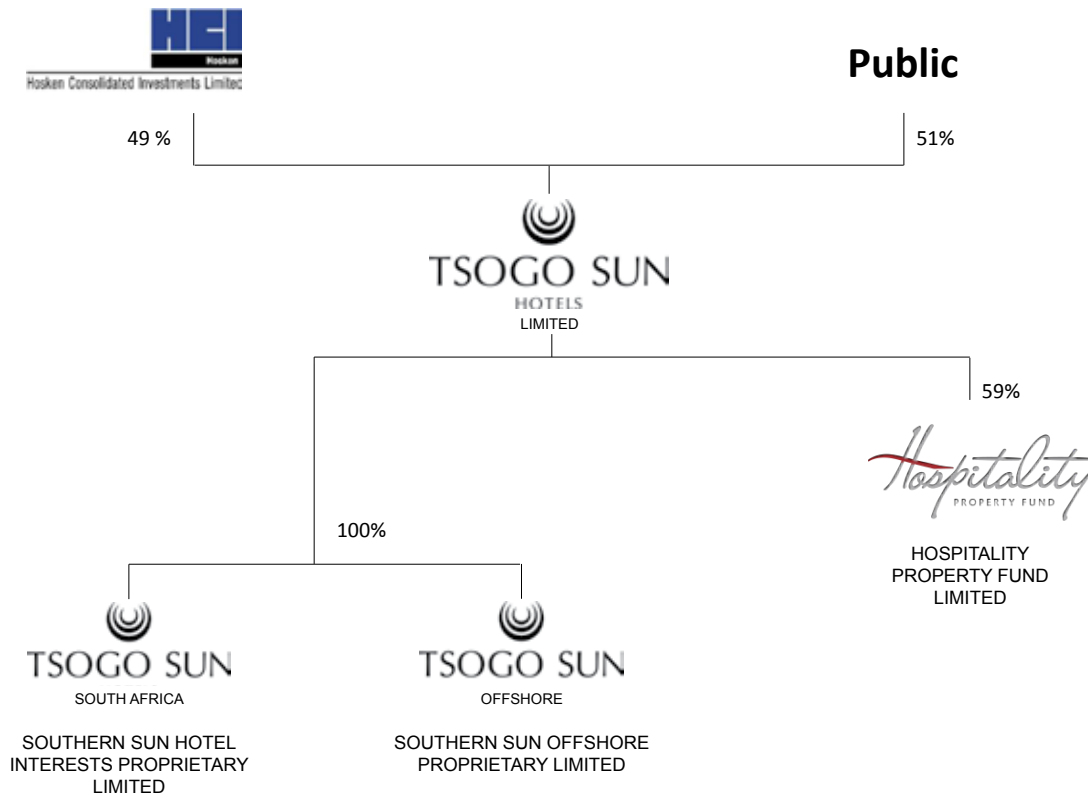 HCI
Hosken
Hosken Consolidated Investments Limited
Public
49 %
51%
TSOGO SUN
HOTELS
LIMITED
59%
Hospitality
PROPERTY FUND
100%
HOSPITALITY
PROPERTY FUND
LIMITED
TSOGO SUN
SOUTH AFRICA
SOUTHERN SUN HOTEL
INTERESTS PROPRIETARY
LIMITED
TSOGO SUN
OFFSHORE
SOUTHERN SUN OFFSHORE
PROPRIETARY LIMITED